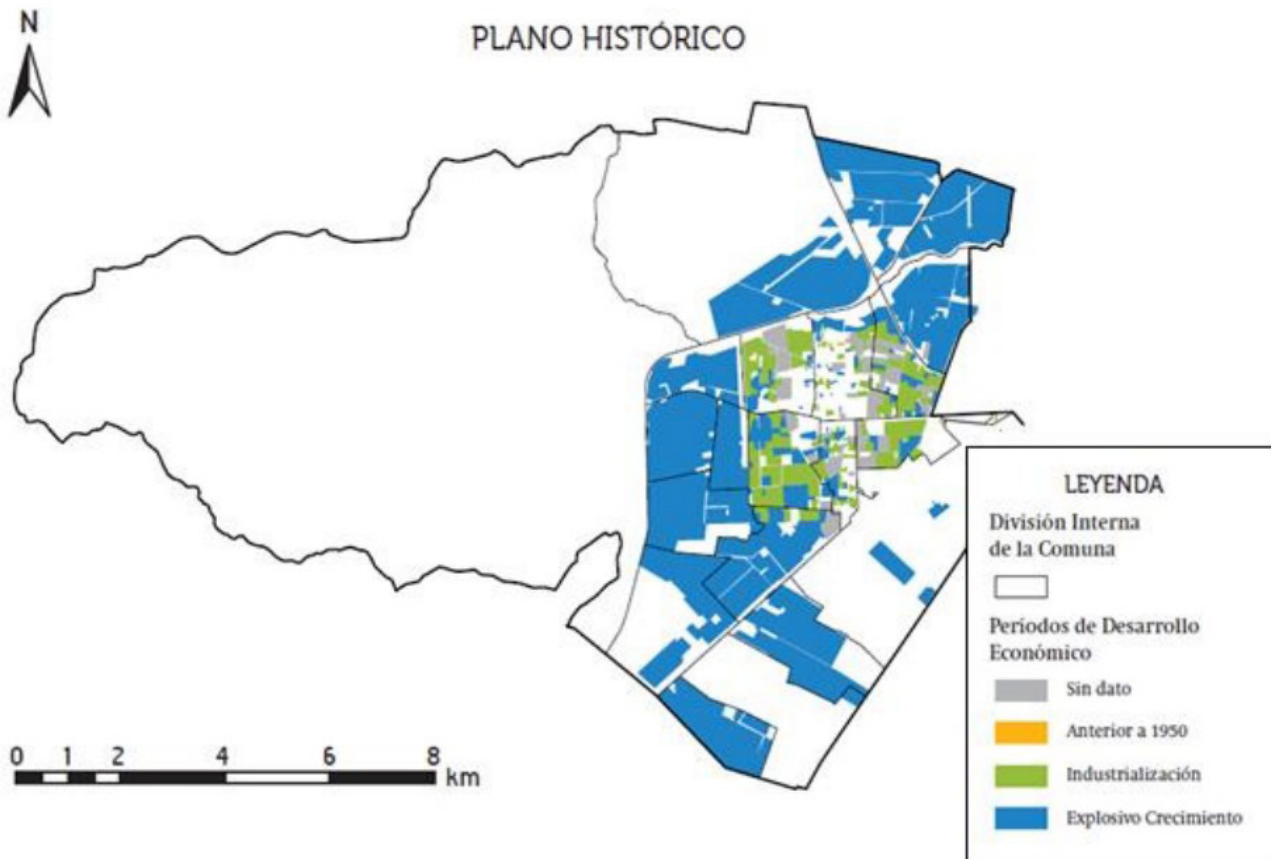 N
PLANO HISTÓRICO
LEYENDA
División Interna
de la Comuna
Períodos de Desarrollo
Económico
Sin dato
Anterior a 1950
Industrialización
Explosivo Crecimiento
0 1 2 4 6 8 km